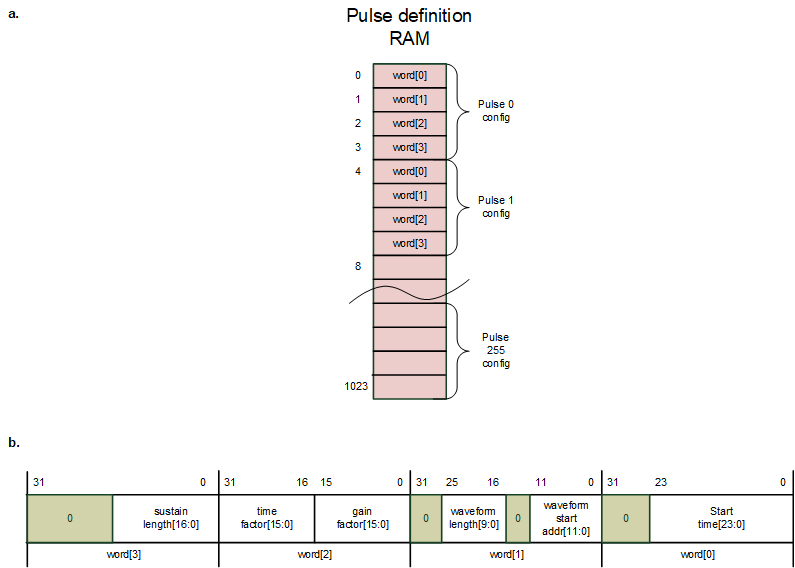 a.
Pulse definition
RAM
0 word[0]
1 word[1]
2 word[2]
3 word[3]
Pulse 0
config
4 word[0]
word[1]
word[2]
word[3]
Pulse 1
config
8
Pulse
255
config
1023
b.
31 0 31 16 15 0 31 25 16 11 0 31 23 0
0
sustain
length[16:0]
time
factor[15:0]
gain
factor[15:0]
0
waveform
length[9:0]
0
waveform
start
addr[11:0]
0
Start
time[23:0]
word[3] word[2] word[1] word[0]